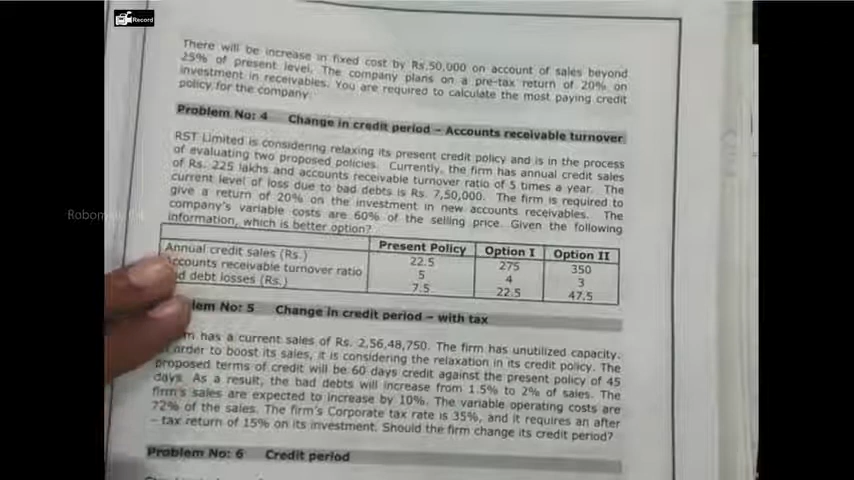 Record
There will be increase in fixed cost by Rs.50,000 on account of sales beyond
25% of present level. The company plans on a pre-tax return of 20% on
investment in receivables. You are required to calculate the most paying credit
policy for the company.
Problem No: 4 Change in credit period – Accounts receivable turnover
RST Limited is considering relaxing its present credit policy and is in the process
of evaluating two proposed policies. Currently, the firm has annual credit sales
of Rs. 225 lakhs and accounts receivable turnover ratio of 5 times a year. The
current level of loss due to bad debts is Rs. 7,50,000. The firm is required to
give a return of 20% on the investment in new accounts receivables. The
company's variable costs are 60% of the selling price. Given the following
information, which is better option?
Present Policy Option I Option II
Annual credit sales (Rs.) 22.5 275 350
Accounts receivable turnover ratio 5 4 3
d debt losses (Rs.) 7.5 22.5 47.5
lem No: 5 Change in credit period – with tax
m has a current sales of Rs. 2,56,48,750. The firm has unutilized capacity.
order to boost its sales, it is considering the relaxation in its credit policy. The
proposed terms of credit will be 60 days credit against the present policy of 45
days. As a result, the bad debts will increase from 1.5% to 2% of sales. The
firm's sales are expected to increase by 10%. The variable operating costs are
72% of the sales. The firm's Corporate tax rate is 35%, and it requires an after
– tax return of 15% on its investment. Should the firm change its credit period?
Problem No: 6 Credit period